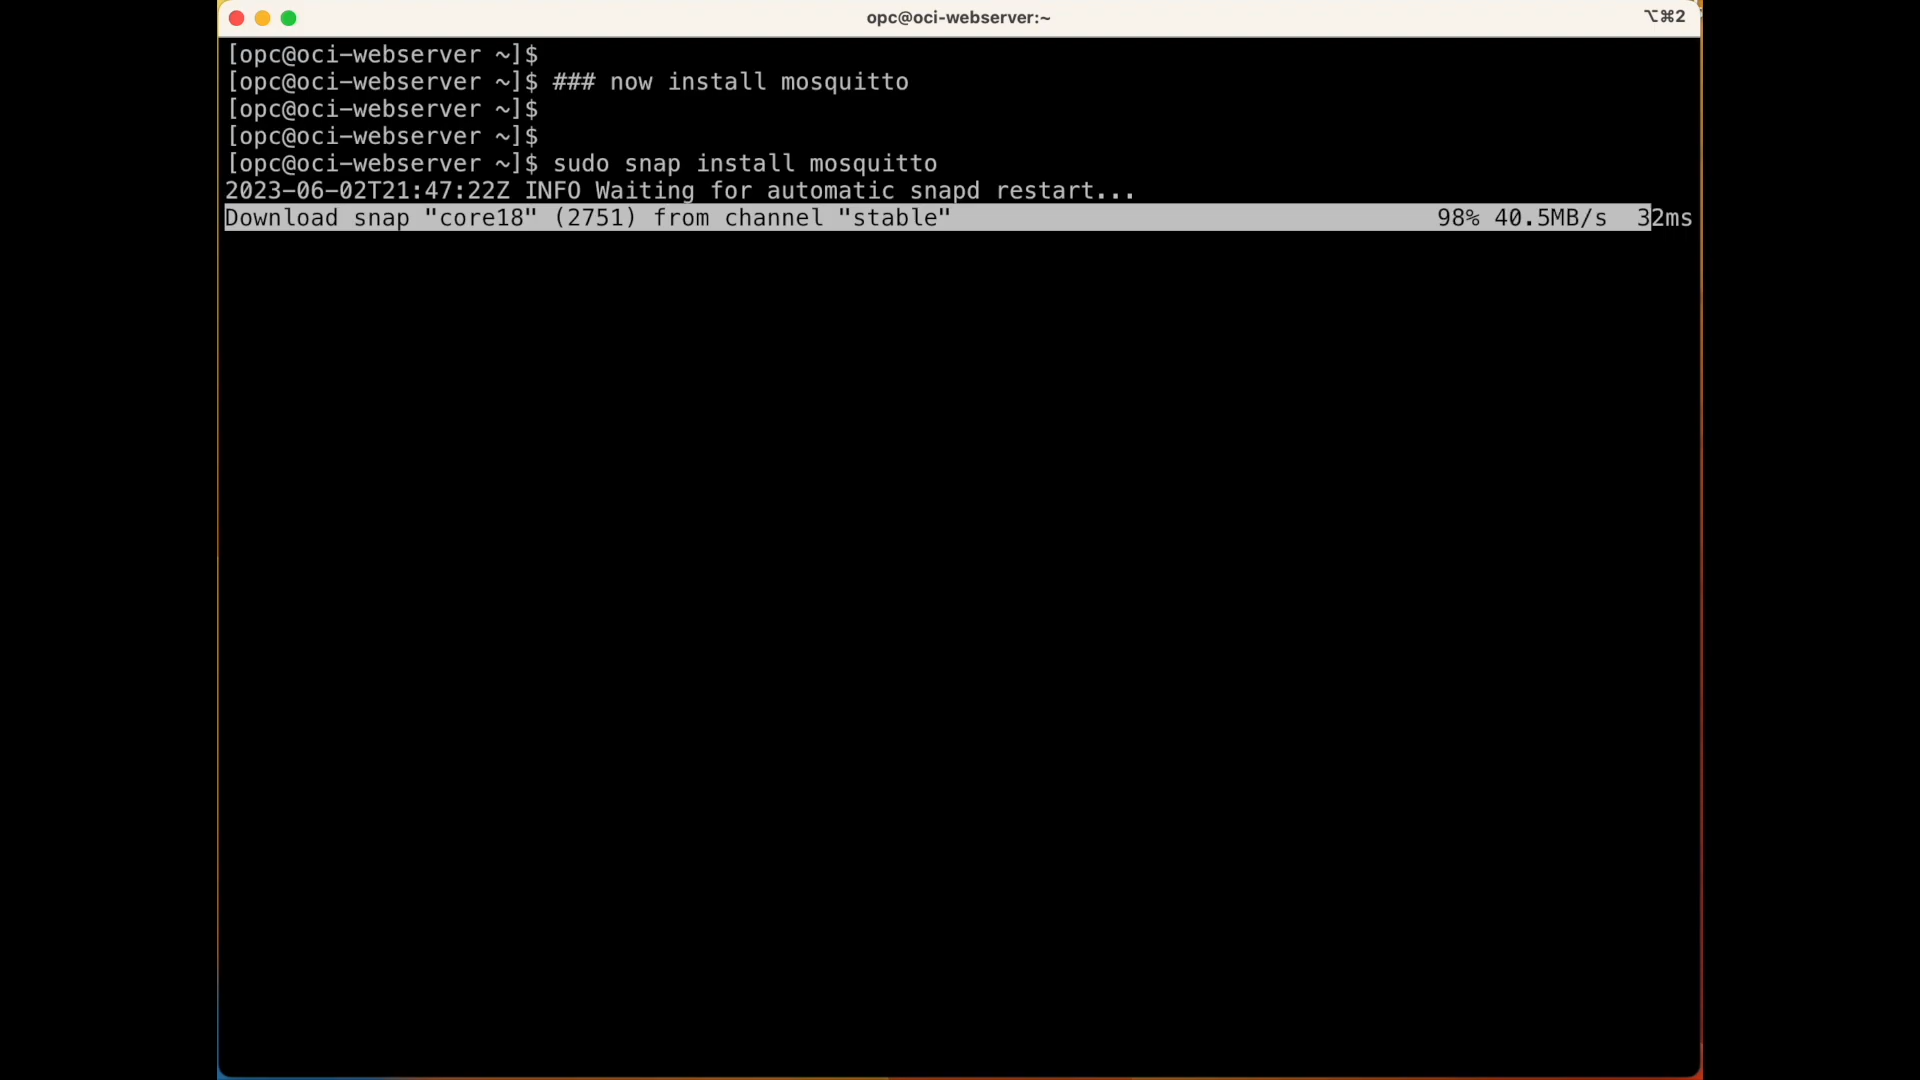 opc@oci-webserver:~
⌥⌘2
[opc@oci-webserver ~]$
[opc@oci-webserver ~]$ ### now install mosquitto
[opc@oci-webserver ~]$
[opc@oci-webserver ~]$
[opc@oci-webserver ~]$ sudo snap install mosquitto
2023-06-02T21:47:22Z INFO Waiting for automatic snapd restart...
Download snap "core18" (2751) from channel "stable" 98% 40.5MB/s 32ms